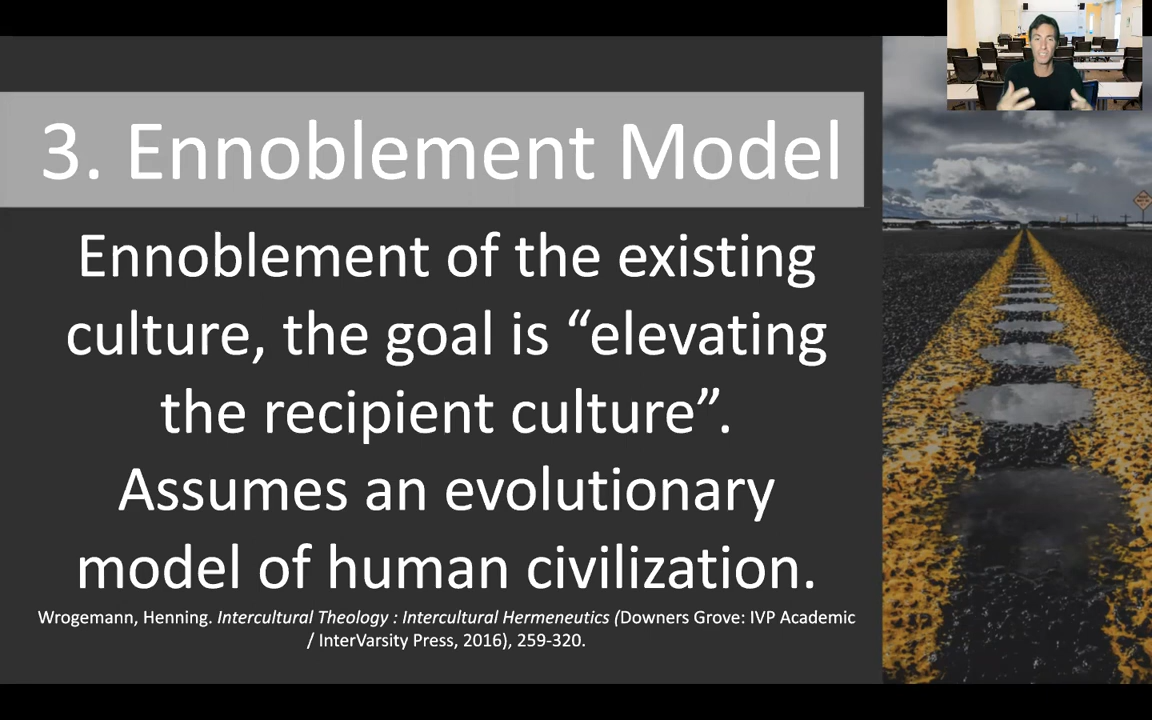 3. Ennoblement Model
Ennoblement of the existing
culture, the goal is “elevating
the recipient culture”.
Assumes an evolutionary
model of human civilization.
Wrogemann, Henning. Intercultural Theology : Intercultural Hermeneutics (Downers Grove: IVP Academic
/ InterVarsity Press, 2016), 259-320.